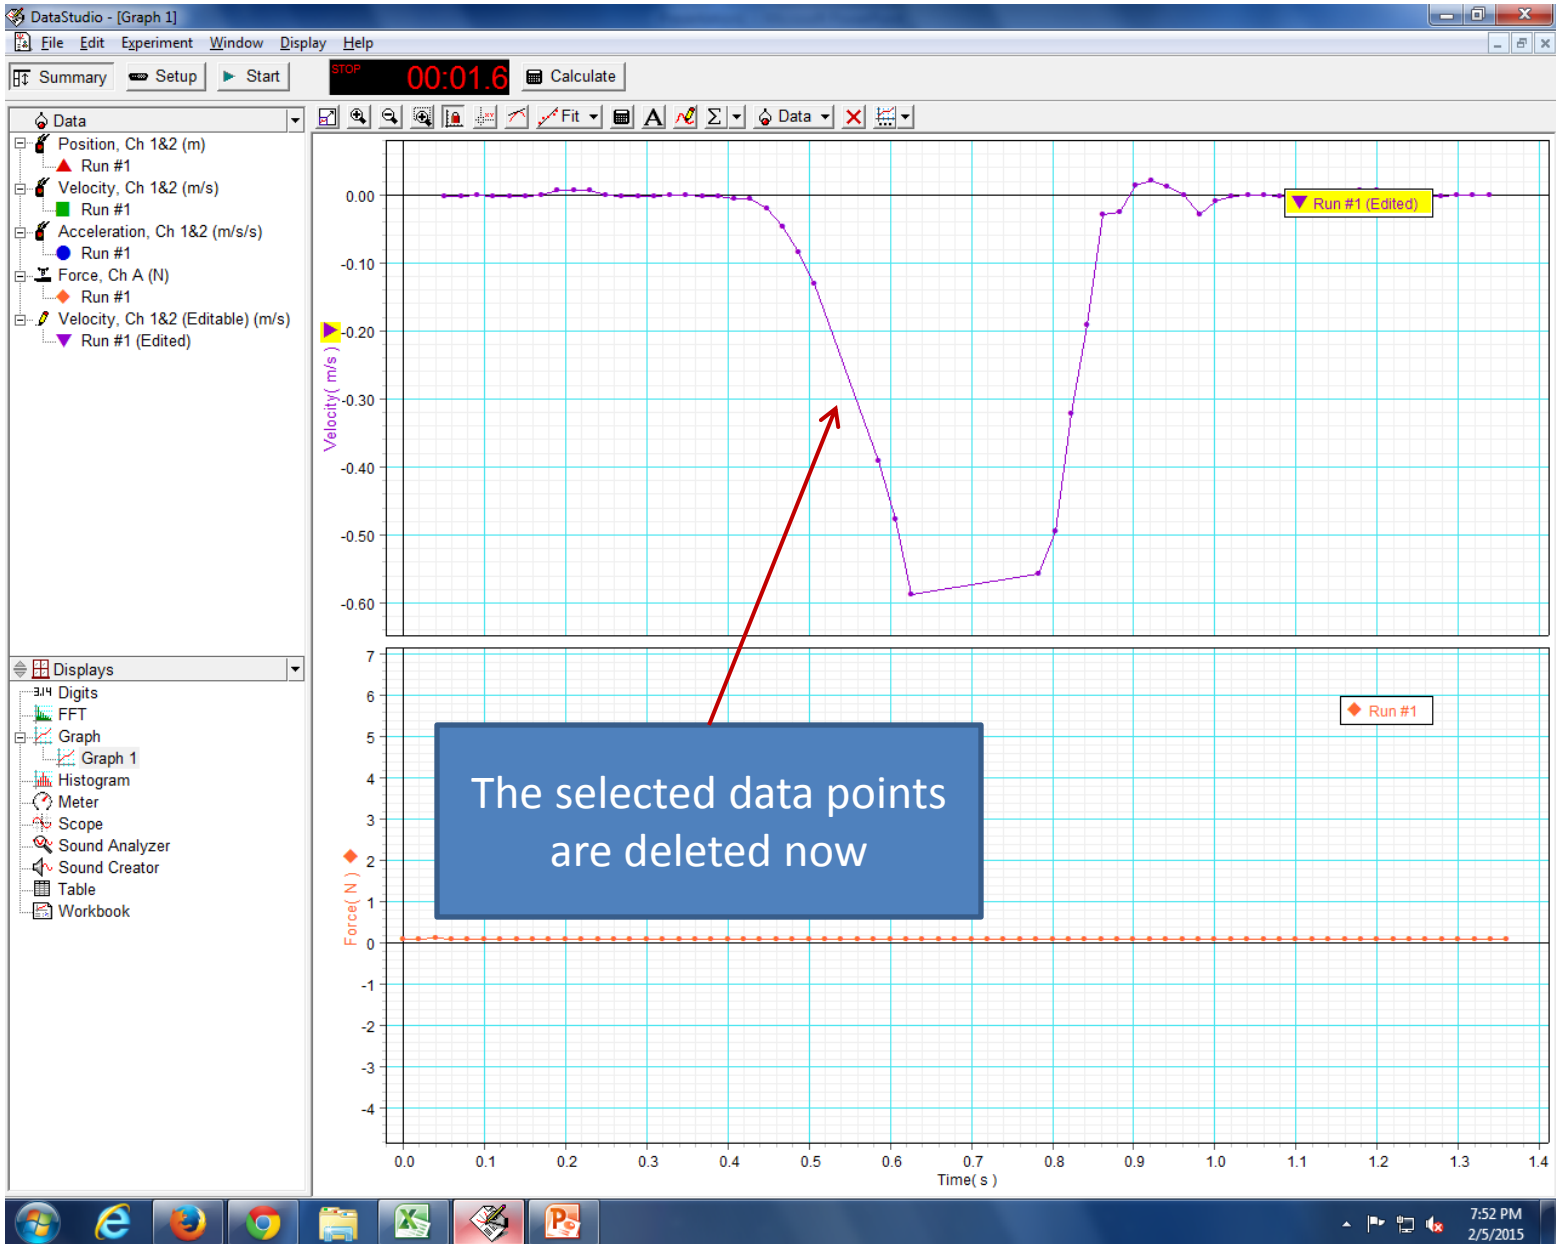 DataStudio - [Graph 1]
File Edit Experiment Window Display Help
Summary Setup Start STOP 00:01.6 Calculate
Fit A Σ Data
Data
Position, Ch 1&2 (m)
Run #1
Velocity, Ch 1&2 (m/s)
Run #1
Acceleration, Ch 1&2 (m/s/s)
Run #1
Force, Ch A (N)
Run #1
Velocity, Ch 1&2 (Editable) (m/s)
Run #1 (Edited)
Displays
3.14 Digits
FFT
Graph
Graph 1
Histogram
Meter
Scope
Sound Analyzer
Sound Creator
Table
Workbook
Velocity( m/s )
0.00
-0.10
-0.20
-0.30
-0.40
-0.50
-0.60
Run #1 (Edited)
Force( N )
7
6
5
4
3
2
1
0
-1
-2
-3
-4
Run #1
The selected data points
are deleted now
0.0 0.1 0.2 0.3 0.4 0.5 0.6 0.7 0.8 0.9 1.0 1.1 1.2 1.3 1.4
Time( s )
7:52 PM
2/5/2015